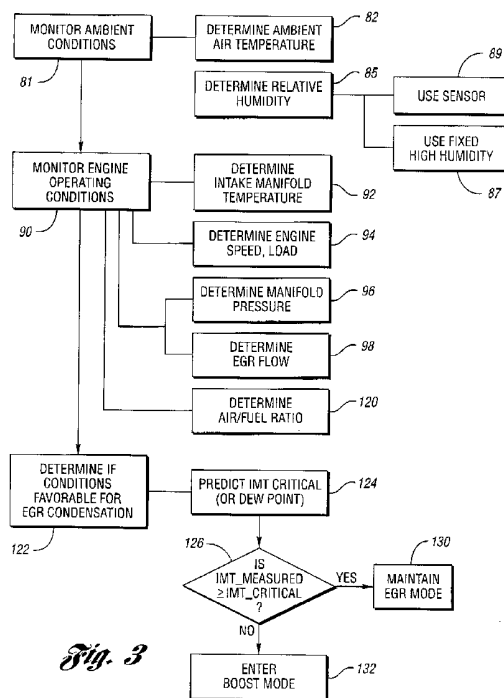 MONITOR AMBIENT
CONDITIONS
81
DETERMINE AMBIENT
AIR TEMPERATURE
82
DETERMINE RELATIVE
HUMIDITY
85
USE SENSOR
89
USE FIXED
HIGH HUMIDITY
87
MONITOR ENGINE
OPERATING
CONDITIONS
90
DETERMINE
INTAKE MANIFOLD
TEMPERATURE
92
DETERMINE ENGINE
SPEED, LOAD
94
DETERMINE MANIFOLD
PRESSURE
96
DETERMINE
EGR FLOW
98
DETERMINE
AIR/FUEL RATIO
120
DETERMINE IF
CONDITIONS
FAVORABLE FOR
EGR CONDENSATION
122
PREDICT IMT CRITICAL
(OR DEW POINT)
124
126
IS
IMT_MEASURED
≥IMT_CRITICAL
?
YES
MAINTAIN
EGR MODE
130
NO
ENTER
BOOST MODE
132
Fig. 3